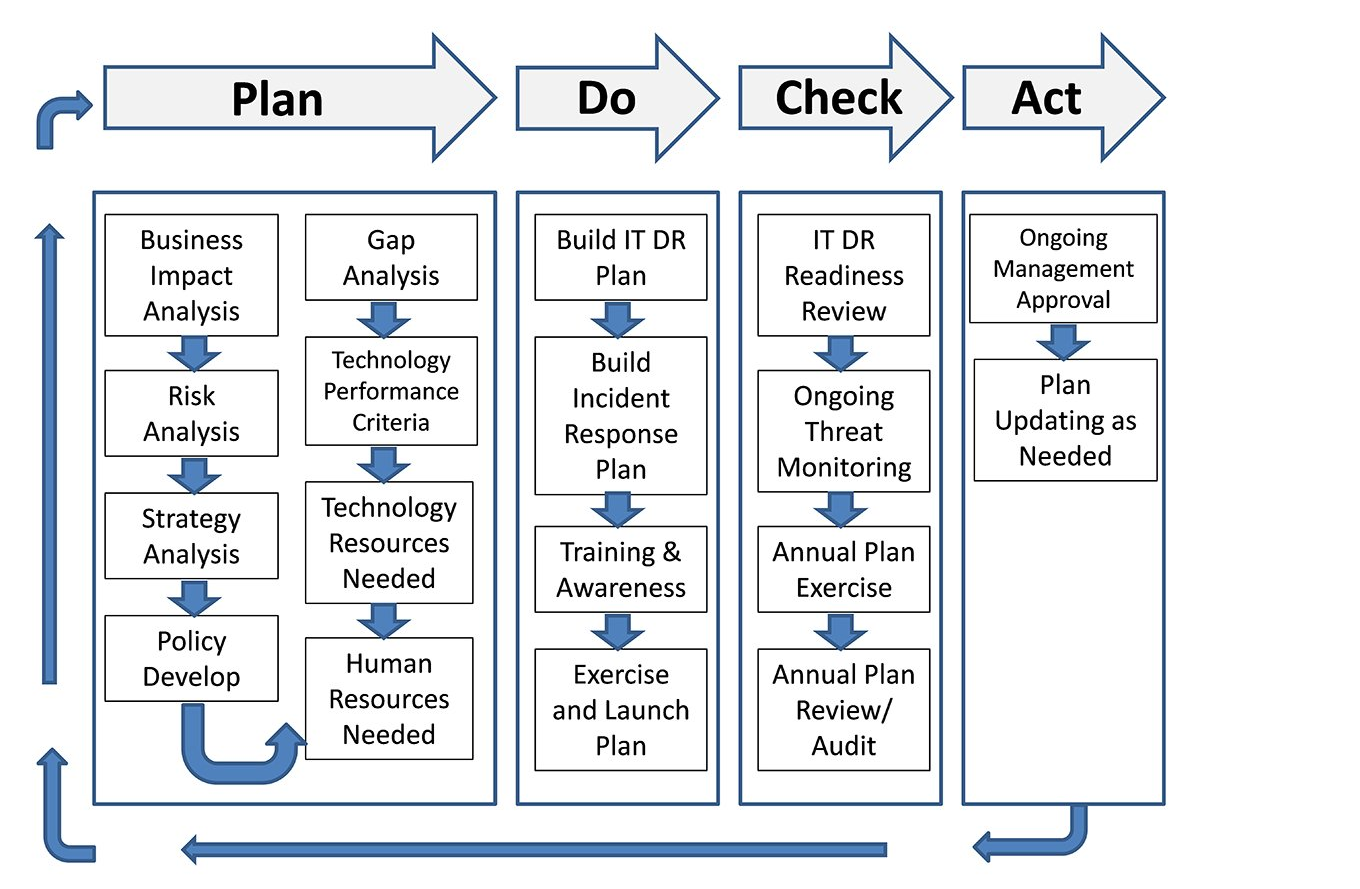 Plan
Do
Check
Act
Business
Impact
Analysis
Risk
Analysis
Strategy
Analysis
Policy
Develop
Gap
Analysis
Technology
Performance
Criteria
Technology
Resources
Needed
Human
Resources
Needed
Build IT DR
Plan
Build
Incident
Response
Plan
Training &
Awareness
Exercise
and Launch
Plan
IT DR
Readiness
Review
Ongoing
Threat
Monitoring
Annual Plan
Exercise
Annual Plan
Review/
Audit
Ongoing
Management
Approval
Plan
Updating as
Needed